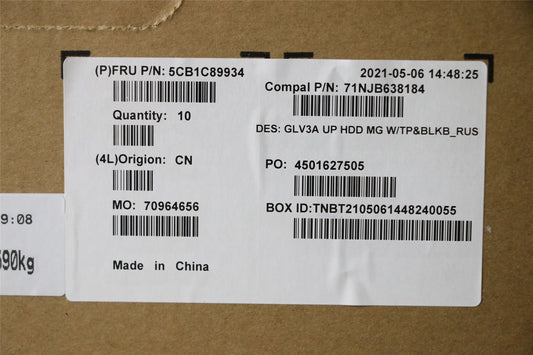 (P)FRU P/N: 5CB1C89934
2021-05-06 14:48:25
Compal P/N: 71NJB638184
Quantity: 10
DES: GLV3A UP HDD MG W/TP&BLKB_RUS
(4L)Origion: CN
PO: 4501627505
MO: 70964656
BOX ID:TNBT2105061448240055
Made in China
9:08
590kg